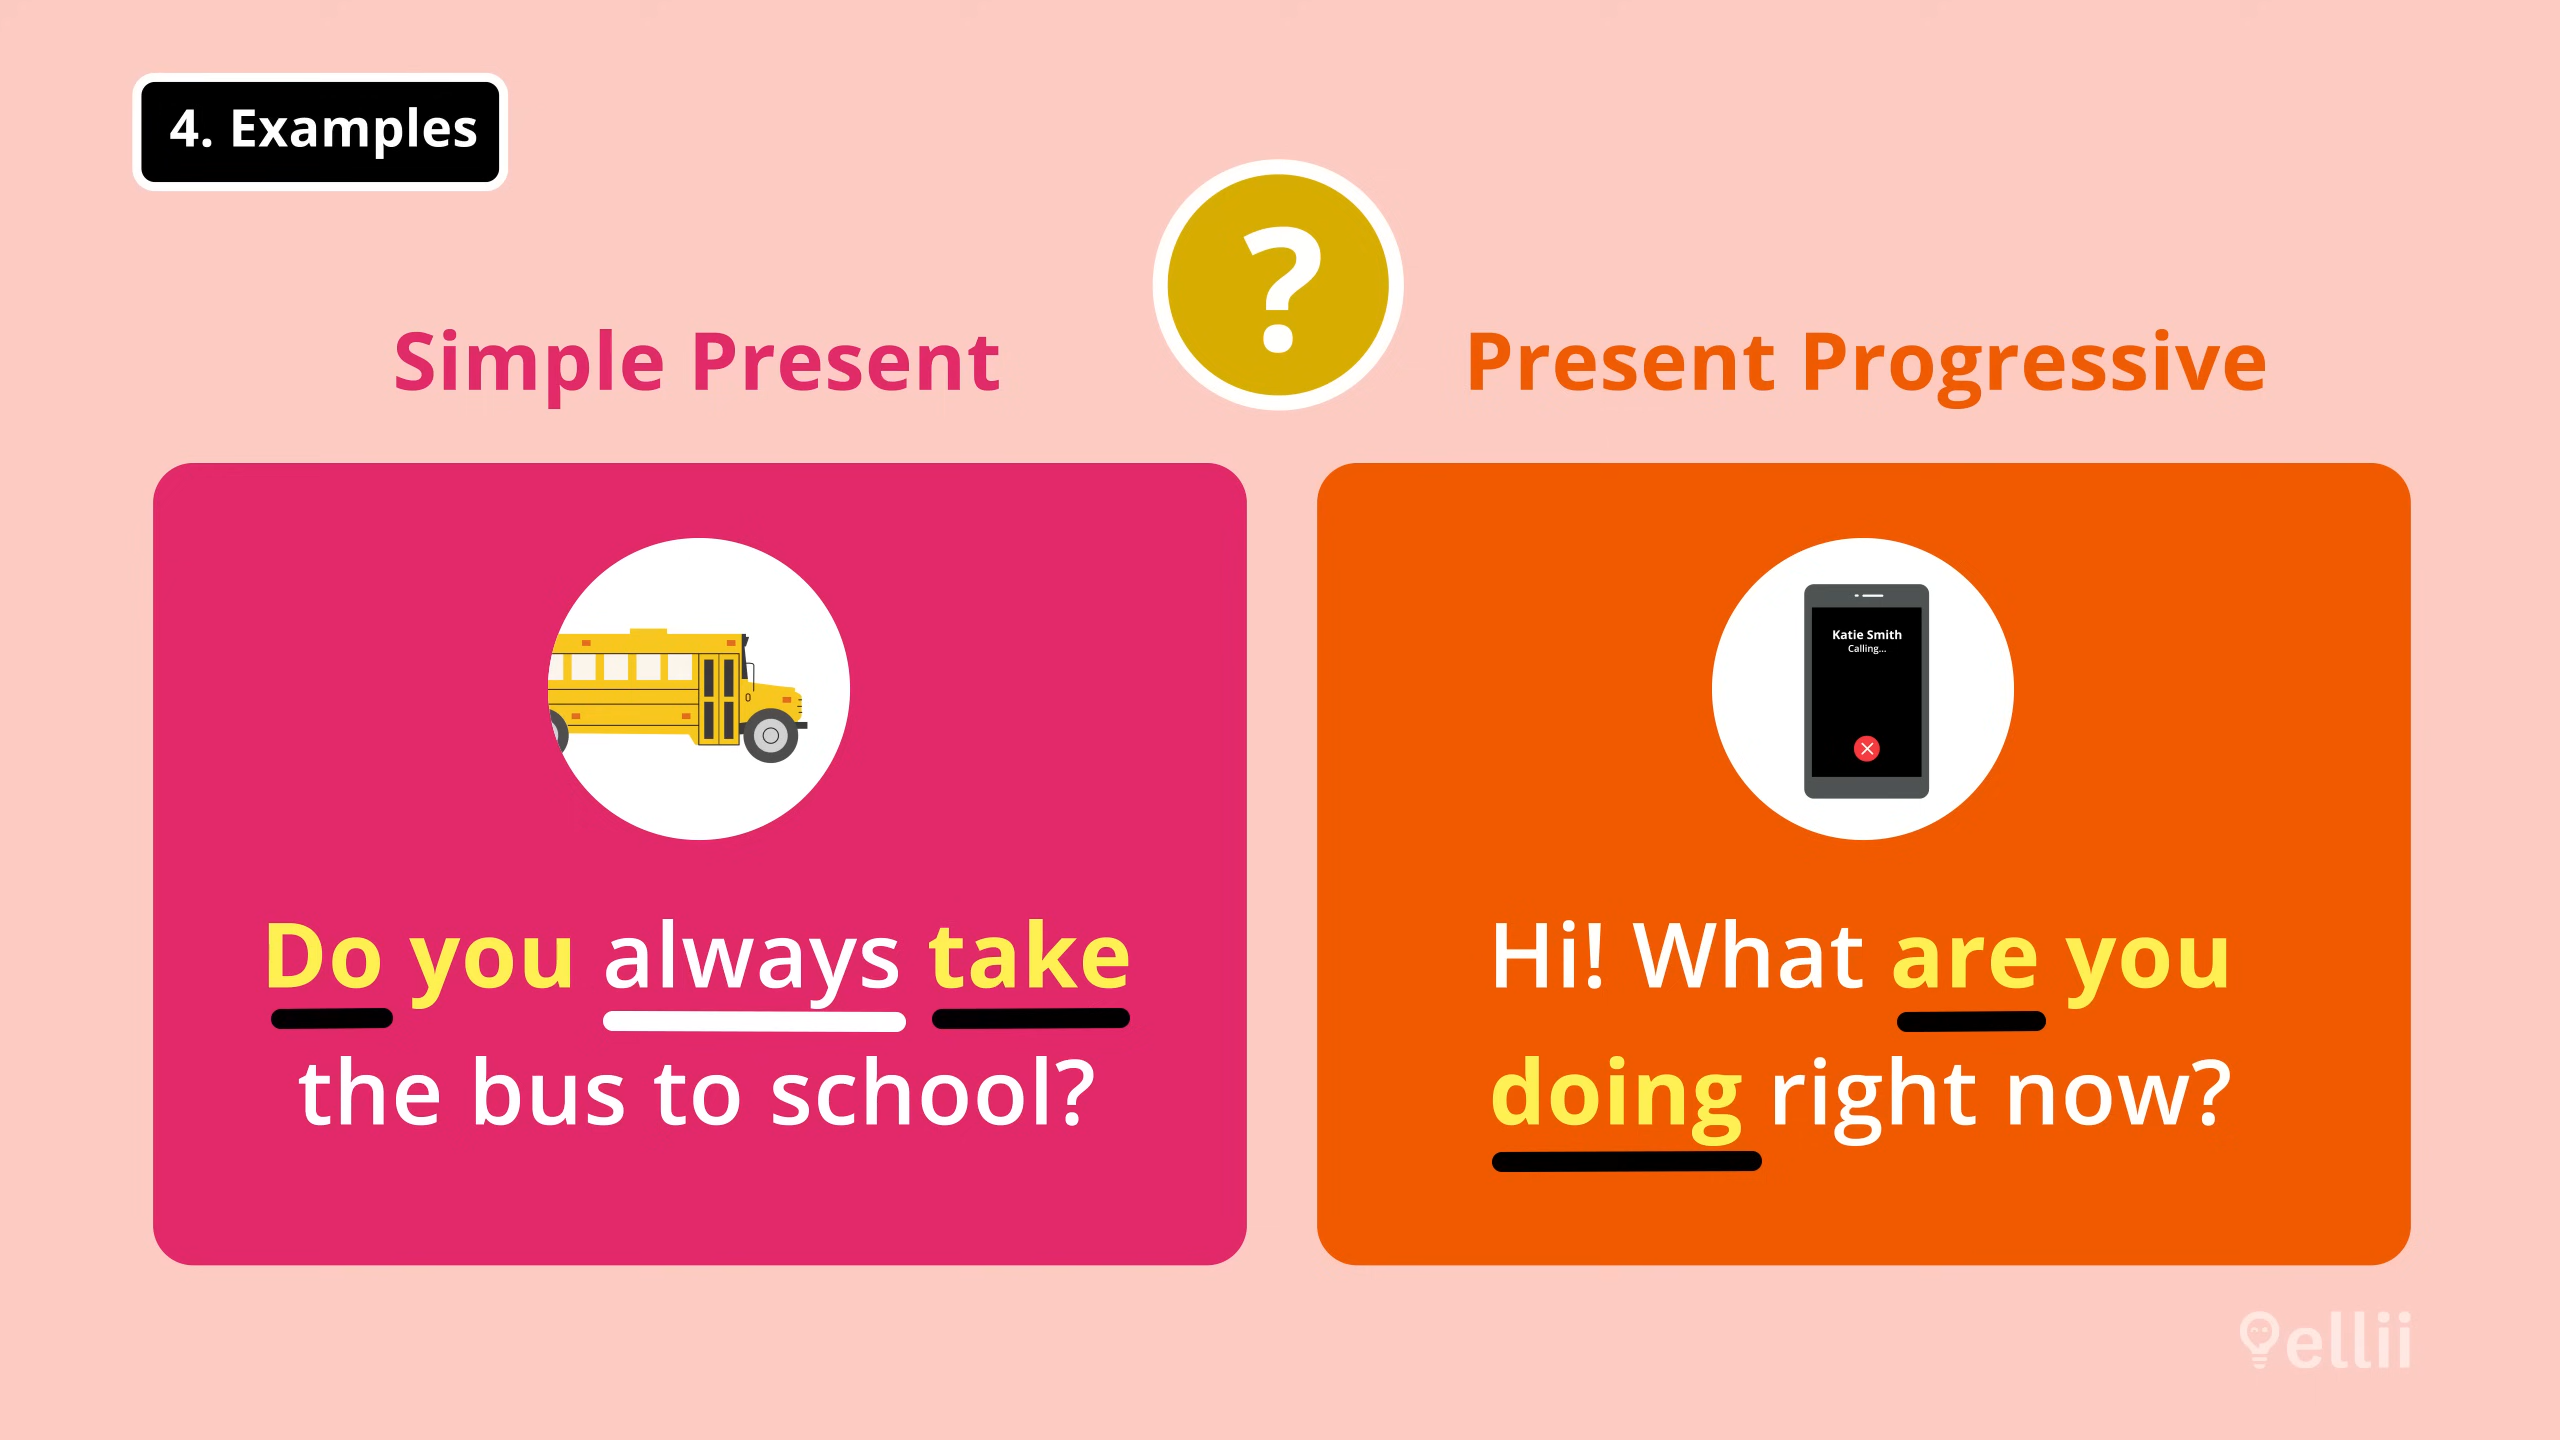 4. Examples
?
Simple Present
Present Progressive
Katie Smith
Calling...
Do you always take
the bus to school?
Hi! What are you
doing right now?
ellii